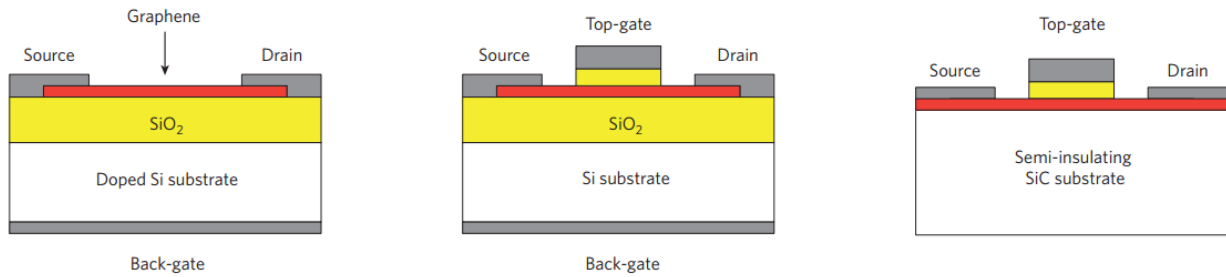 Graphene
Source
Drain
SiO2
Doped Si substrate
Back-gate
Top-gate
Source
Drain
SiO2
Si substrate
Back-gate
Top-gate
Source
Drain
Semi-insulating
SiC substrate